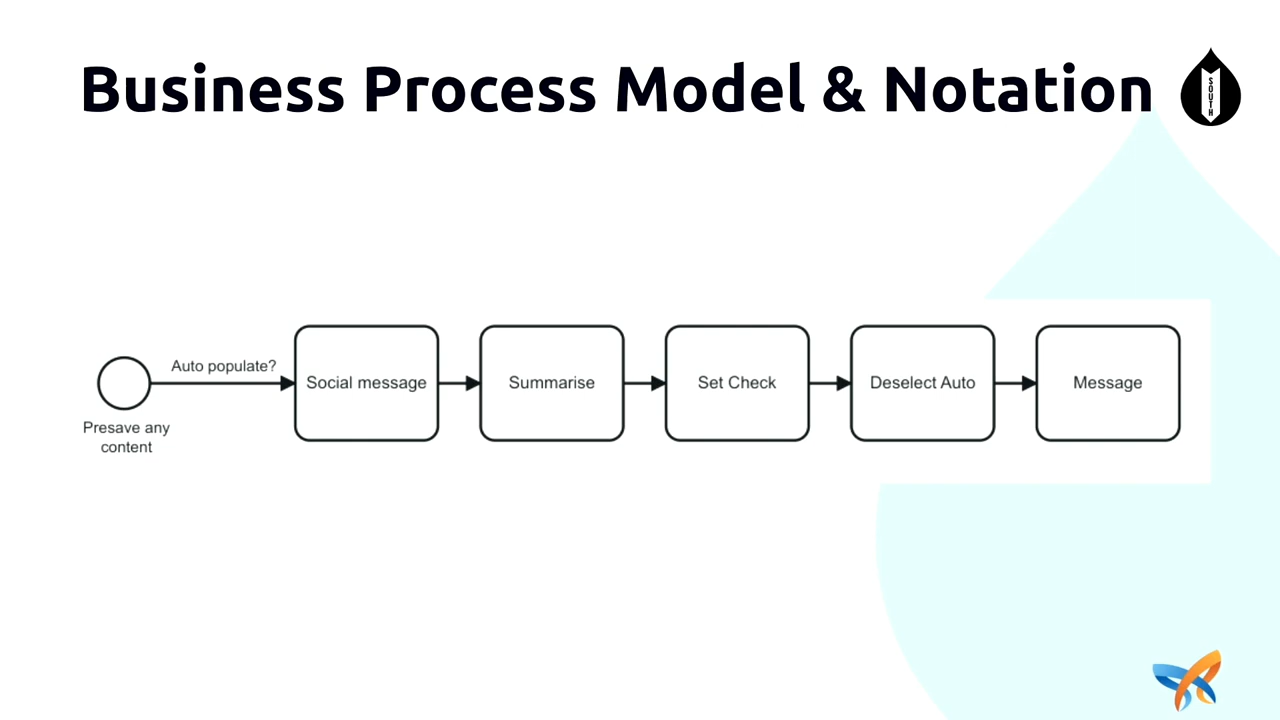 Business Process Model & Notation
SOUTH
Auto populate?
Social message
Summarise
Set Check
Deselect Auto
Message
Presave any
content